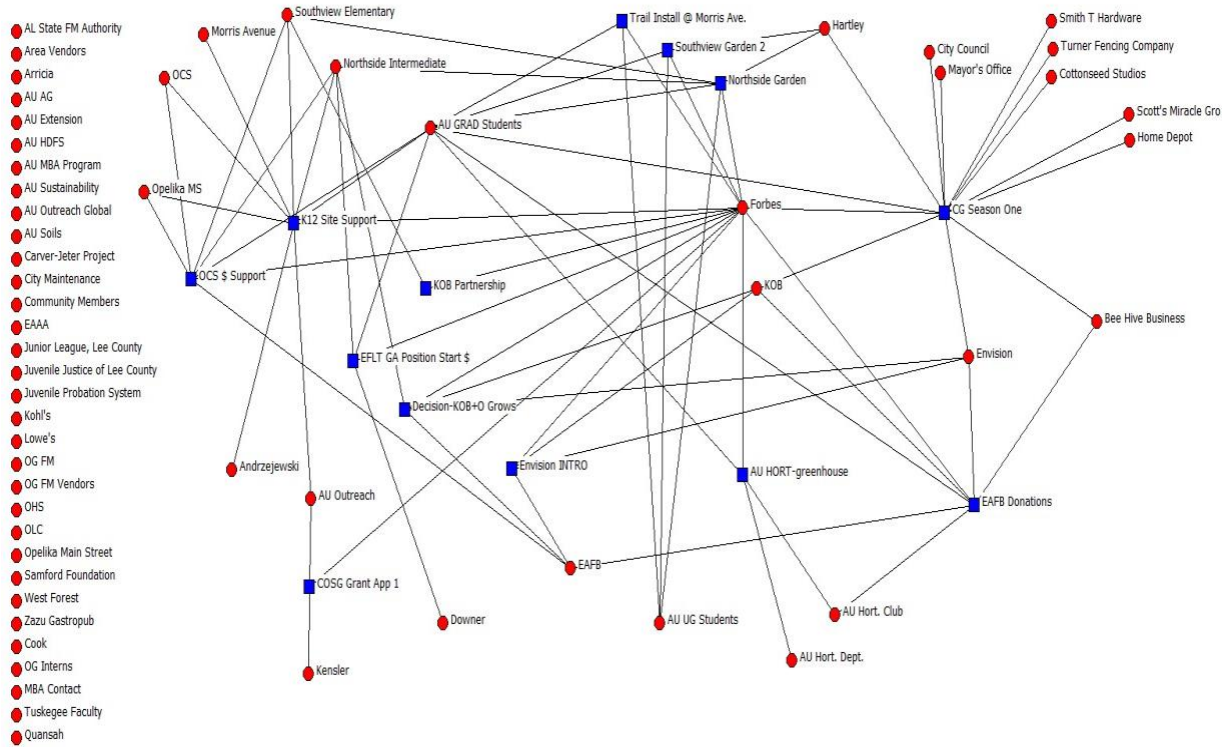 AL State FM Authority
Area Vendors
Arricia
AU AG
AU Extension
AU HDFS
AU MBA Program
AU Sustainability
AU Outreach Global
AU Soils
Carver-Jeter Project
City Maintenance
Community Members
EAAA
Junior League, Lee County
Juvenile Justice of Lee County
Juvenile Probation System
Kohl's
Lowe's
OG FM
OG FM Vendors
OHS
OLC
Opelika Main Street
Samford Foundation
West Forest
Zazu Gastropub
Cook
OG Interns
MBA Contact
Tuskegee Faculty
Quansah
Southview Elementary
Morris Avenue
OCS
Northside Intermediate
Trail Install @ Morris Ave.
Southview Garden 2
Northside Garden
Hartley
City Council
Mayor's Office
Smith T Hardware
Turner Fencing Company
Cottonseed Studios
Scott's Miracle Gro
Home Depot
AU GRAD Students
Opelika MS
K12 Site Support
Forbes
CG Season One
OCS $ Support
KOB Partnership
KOB
Bee Hive Business
EFLT GA Position Start $
Envision
Decision-KOB+O Grows
Andrzejewski
Envision INTRO
AU HORT-greenhouse
AU Outreach
EAFB Donations
EAFB
COSG Grant App 1
Downer
AU UG Students
AU Hort. Club
Kensler
AU Hort. Dept.